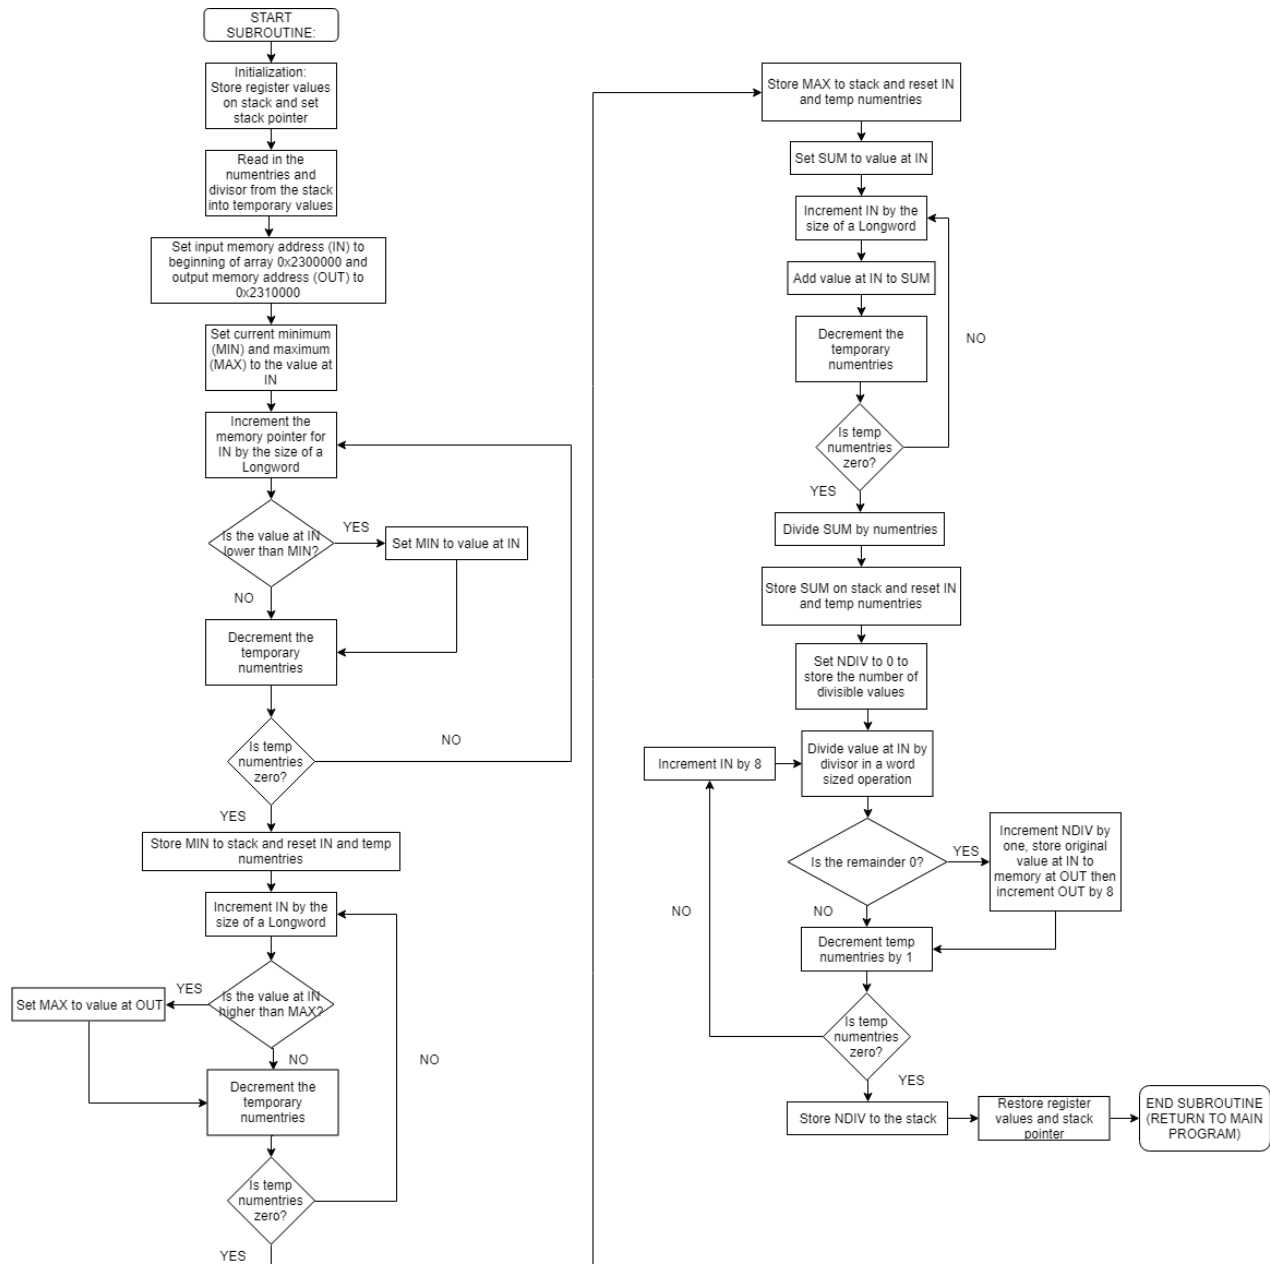 START
SUBROUTINE:
Initialization:
Store register values
on stack and set
stack pointer
Read in the
numentries and
divisor from the stack
into temporary values
Set input memory address (IN) to
beginning of array 0x2300000 and
output memory address (OUT) to
0x2310000
Set current minimum
(MIN) and maximum
(MAX) to the value at
IN
Increment the
memory pointer for
IN by the size of a
Longword
Is the value at IN
lower than MIN?
YES
Set MIN to value at IN
NO
Decrement the
temporary
numentries
Is temp
numentries
zero?
NO
YES
Store MIN to stack and reset IN and temp
numentries
Increment IN by the
size of a Longword
Is the value at IN
higher than MAX?
YES
Set MAX to value at OUT
NO
NO
Decrement the
temporary
numentries
Is temp
numentries
zero?
YES
Store MAX to stack and reset IN
and temp numentries
Set SUM to value at IN
Increment IN by the
size of a Longword
Add value at IN to SUM
Decrement the
temporary
numentries
NO
Is temp
numentries
zero?
YES
Divide SUM by numentries
Store SUM on stack and reset IN
and temp numentries
Set NDIV to 0 to
store the number of
divisible values
Increment IN by 8
Divide value at IN by
divisor in a word
sized operation
Is the remainder 0?
YES
Increment NDIV by
one, store original
value at IN to
memory at OUT then
increment OUT by 8
NO
NO
Decrement temp
numentries by 1
Is temp
numentries
zero?
YES
Store NDIV to the stack
Restore register
values and stack
pointer
END SUBROUTINE
(RETURN TO MAIN
PROGRAM)